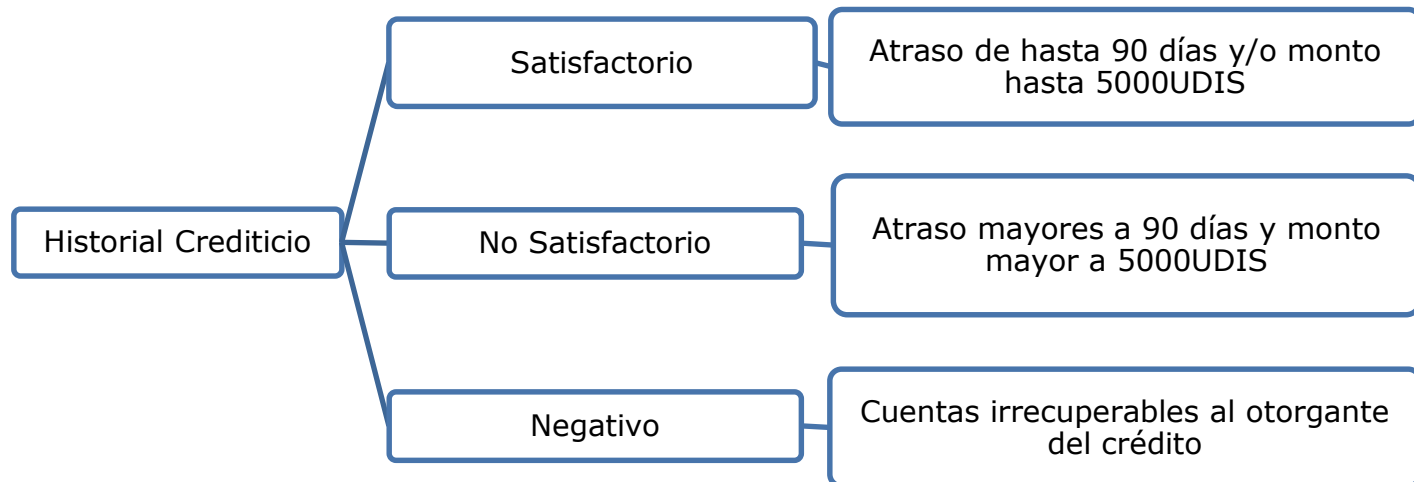 Historial Crediticio
Satisfactorio
Atraso de hasta 90 días y/o monto
hasta 5000UDIS
No Satisfactorio
Atraso mayores a 90 días y monto
mayor a 5000UDIS
Negativo
Cuentas irrecuperables al otorgante
del crédito